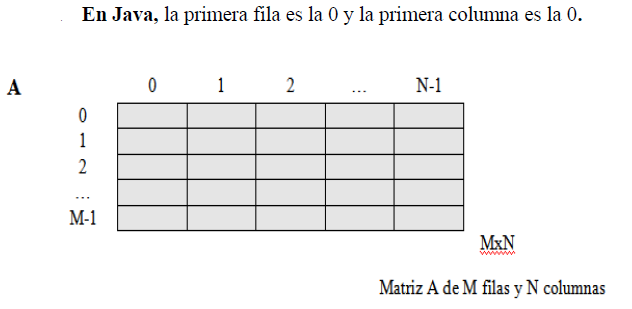 En Java, la primera fila es la 0 y la primera columna es la 0.
A
0 1 2 … N-1
0
1
2
…
M-1
MxN
Matriz A de M filas y N columnas